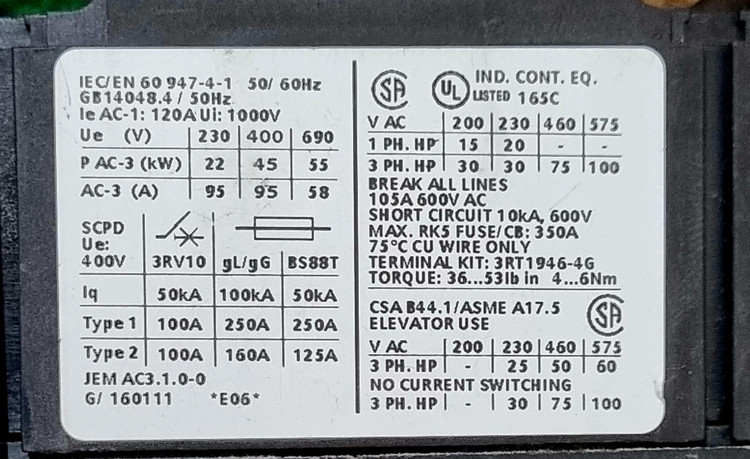 IEC/EN 60 947-4-1 50/ 60Hz
GB14048.4 / 50Hz
Ie AC-1: 120A Ui: 1000V
Ue (V) 230 400 690
P AC-3 (kW) 22 45 55
AC-3 (A) 95 95 58
SCPD
Ue:
400V 3RV10 gL/gG BS88T
Iq 50kA 100kA 50kA
Type 1 100A 250A 250A
Type 2 100A 160A 125A
JEM AC3.1.0-0
G/ 160111 *E06*
SA UL IND. CONT. EQ.
LISTED 165C
V AC 200 230 460 575
1 PH. HP 15 20 - -
3 PH. HP 30 30 75 100
BREAK ALL LINES
105A 600V AC
SHORT CIRCUIT 10kA, 600V
MAX. RK5 FUSE/CB: 350A
75°C CU WIRE ONLY
TERMINAL KIT: 3RT1946-4G
TORQUE: 36...53lb in 4...6Nm
CSA B44.1/ASME A17.5 SA
ELEVATOR USE
V AC 200 230 460 575
3 PH. HP - 25 50 60
NO CURRENT SWITCHING
3 PH. HP - 30 75 100